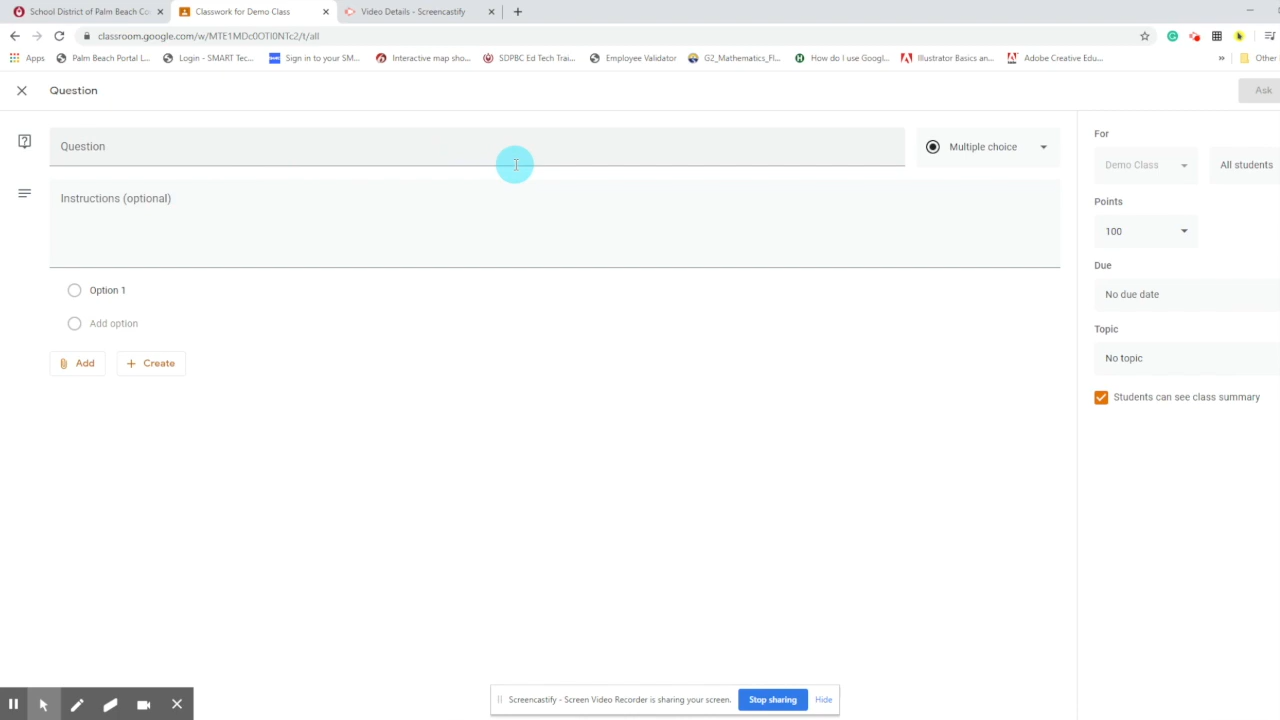 School District of Palm Beach Co
Classwork for Demo Class
Video Details - Screencastify
classroom.google.com/w/MTE1MDc0OTI0NTc2/t/all
Apps
Palm Beach Portal L...
Login - SMART Tec...
Sign in to your SM...
Interactive map sho...
SDPBC Ed Tech Trai...
Employee Validator
G2_Mathematics_Fl...
How do I use Googl...
Illustrator Basics an...
Adobe Creative Edu...
»
Other
Question
Ask
Question
Multiple choice
For
Demo Class
All students
Instructions (optional)
Points
100
Due
Option 1
No due date
Add option
Topic
No topic
Add
Create
Students can see class summary
Screencastify - Screen Video Recorder is sharing your screen.
Stop sharing
Hide